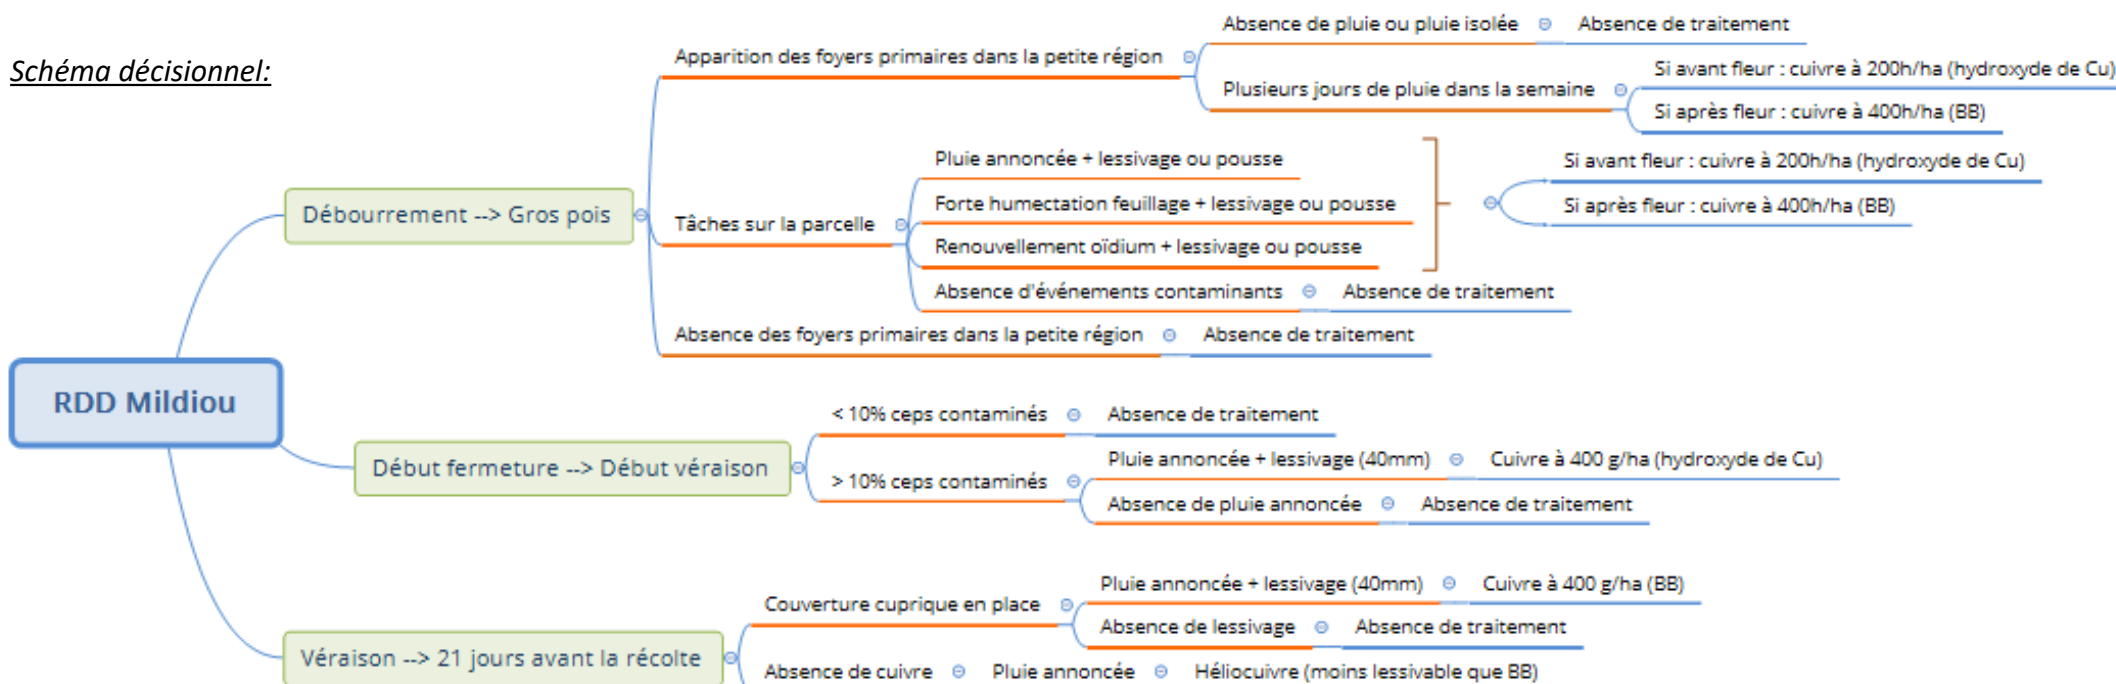 Schéma décisionnel:
RDD Mildiou
Débourrement --> Gros pois
Apparition des foyers primaires dans la petite région
Absence de pluie ou pluie isolée
Absence de traitement
Plusieurs jours de pluie dans la semaine
Si avant fleur : cuivre à 200h/ha (hydroxyde de Cu)
Si après fleur : cuivre à 400h/ha (BB)
Tâches sur la parcelle
Pluie annoncée + lessivage ou pousse
Forte humectation feuillage + lessivage ou pousse
Renouvellement oïdium + lessivage ou pousse
Si avant fleur : cuivre à 200h/ha (hydroxyde de Cu)
Si après fleur : cuivre à 400h/ha (BB)
Absence d'événements contaminants
Absence de traitement
Absence des foyers primaires dans la petite région
Absence de traitement
Début fermeture --> Début véraison
< 10% ceps contaminés
Absence de traitement
> 10% ceps contaminés
Pluie annoncée + lessivage (40mm)
Cuivre à 400 g/ha (hydroxyde de Cu)
Absence de pluie annoncée
Absence de traitement
Véraison --> 21 jours avant la récolte
Couverture cuprique en place
Pluie annoncée + lessivage (40mm)
Cuivre à 400 g/ha (BB)
Absence de lessivage
Absence de traitement
Absence de cuivre
Pluie annoncée
Héliocuivre (moins lessivable que BB)